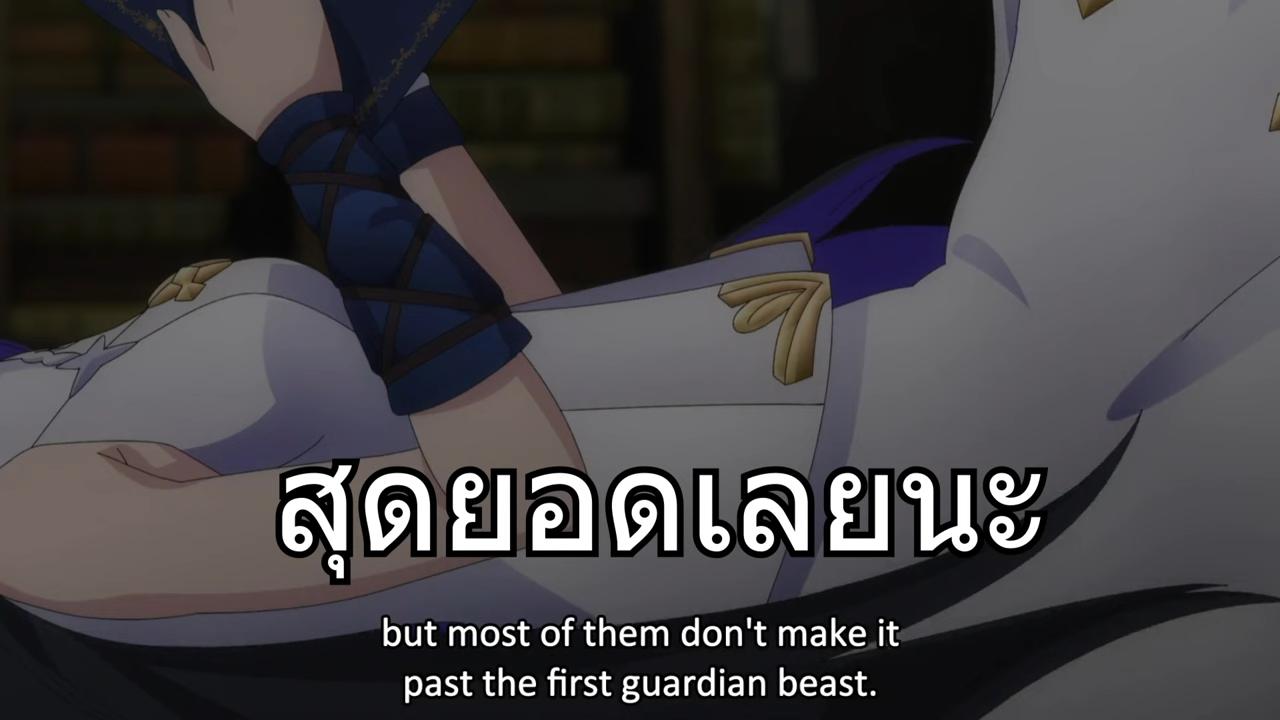 สุดยอดเลยนะ
but most of them don't make it
past the first guardian beast.